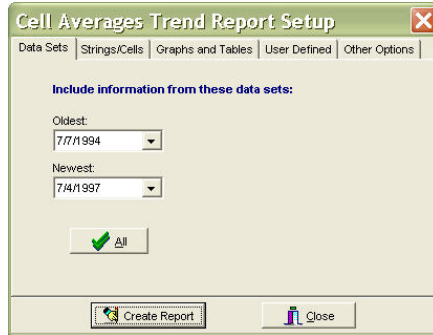 Cell Averages Trend Report Setup
Data Sets Strings/Cells Graphs and Tables User Defined Other Options
Include information from these data sets:
Oldest:
7/7/1994
Newest:
7/4/1997
All
Create Report Close